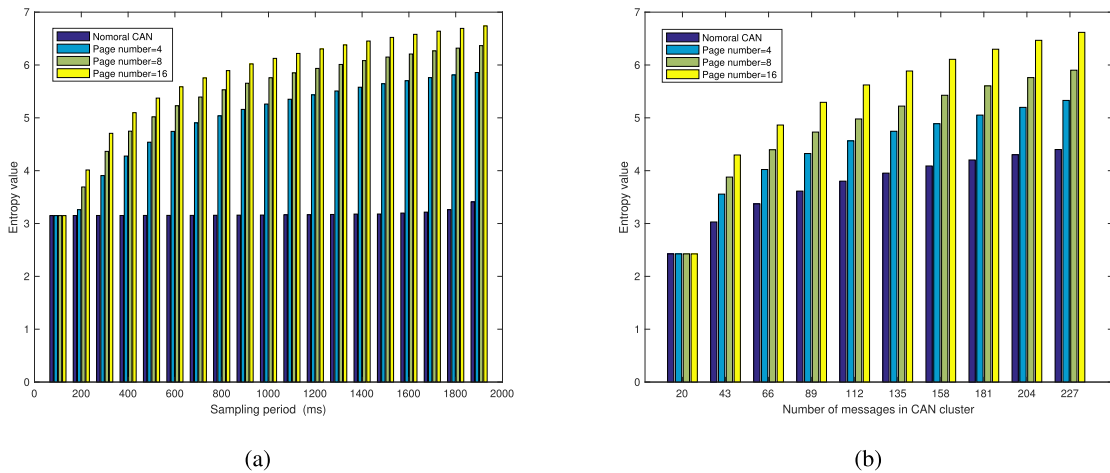 7
6
5
4
3
2
1
0
Entropy value
Nomoral CAN
Page number=4
Page number=8
Page number=16
0 200 400 600 800 1000 1200 1400 1600 1800 2000
Sampling period (ms)
(a)
7
6
5
4
3
2
1
0
Entropy value
Nomoral CAN
Page number=4
Page number=8
Page number=16
20 43 66 89 112 135 158 181 204 227
Number of messages in CAN cluster
(b)